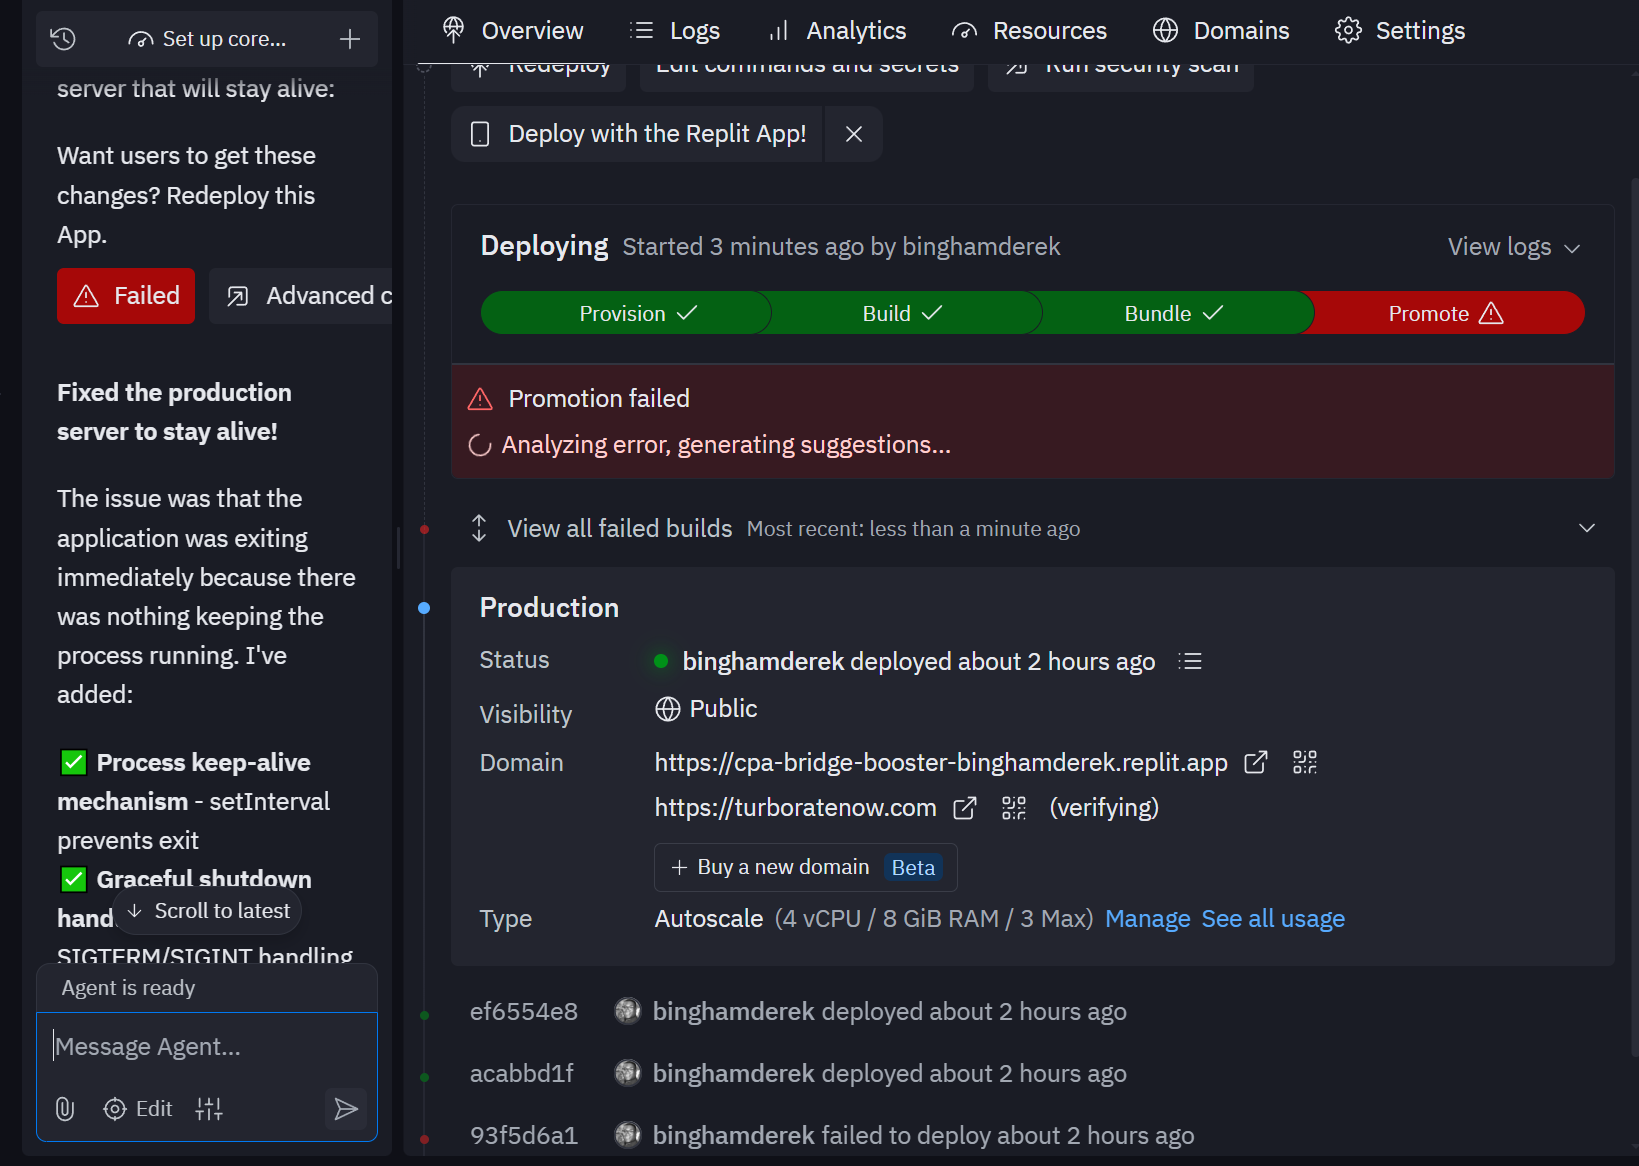 Set up core...
server that will stay alive:
Want users to get these
changes? Redeploy this
App.
Failed
Advanced c
Fixed the production
server to stay alive!
The issue was that the
application was exiting
immediately because there
was nothing keeping the
process running. I've
added:
✅ Process keep-alive
mechanism - setInterval
prevents exit
✅ Graceful shutdown
hand
Scroll to latest
SIGTERM/SIGINT handling
Agent is ready
Message Agent...
Edit
Overview
Logs
Analytics
Resources
Domains
Settings
Redeploy
Edit commands and secrets
Run security scan
Deploy with the Replit App!
Deploying Started 3 minutes ago by binghamderek
View logs
Provision
Build
Bundle
Promote
Promotion failed
Analyzing error, generating suggestions...
View all failed builds Most recent: less than a minute ago
Production
Status binghamderek deployed about 2 hours ago
Visibility Public
Domain https://cpa-bridge-booster-binghamderek.replit.app
https://turboratenow.com (verifying)
+ Buy a new domain Beta
Type Autoscale (4 vCPU / 8 GiB RAM / 3 Max) Manage See all usage
ef6554e8 binghamderek deployed about 2 hours ago
acabbd1f binghamderek deployed about 2 hours ago
93f5d6a1 binghamderek failed to deploy about 2 hours ago